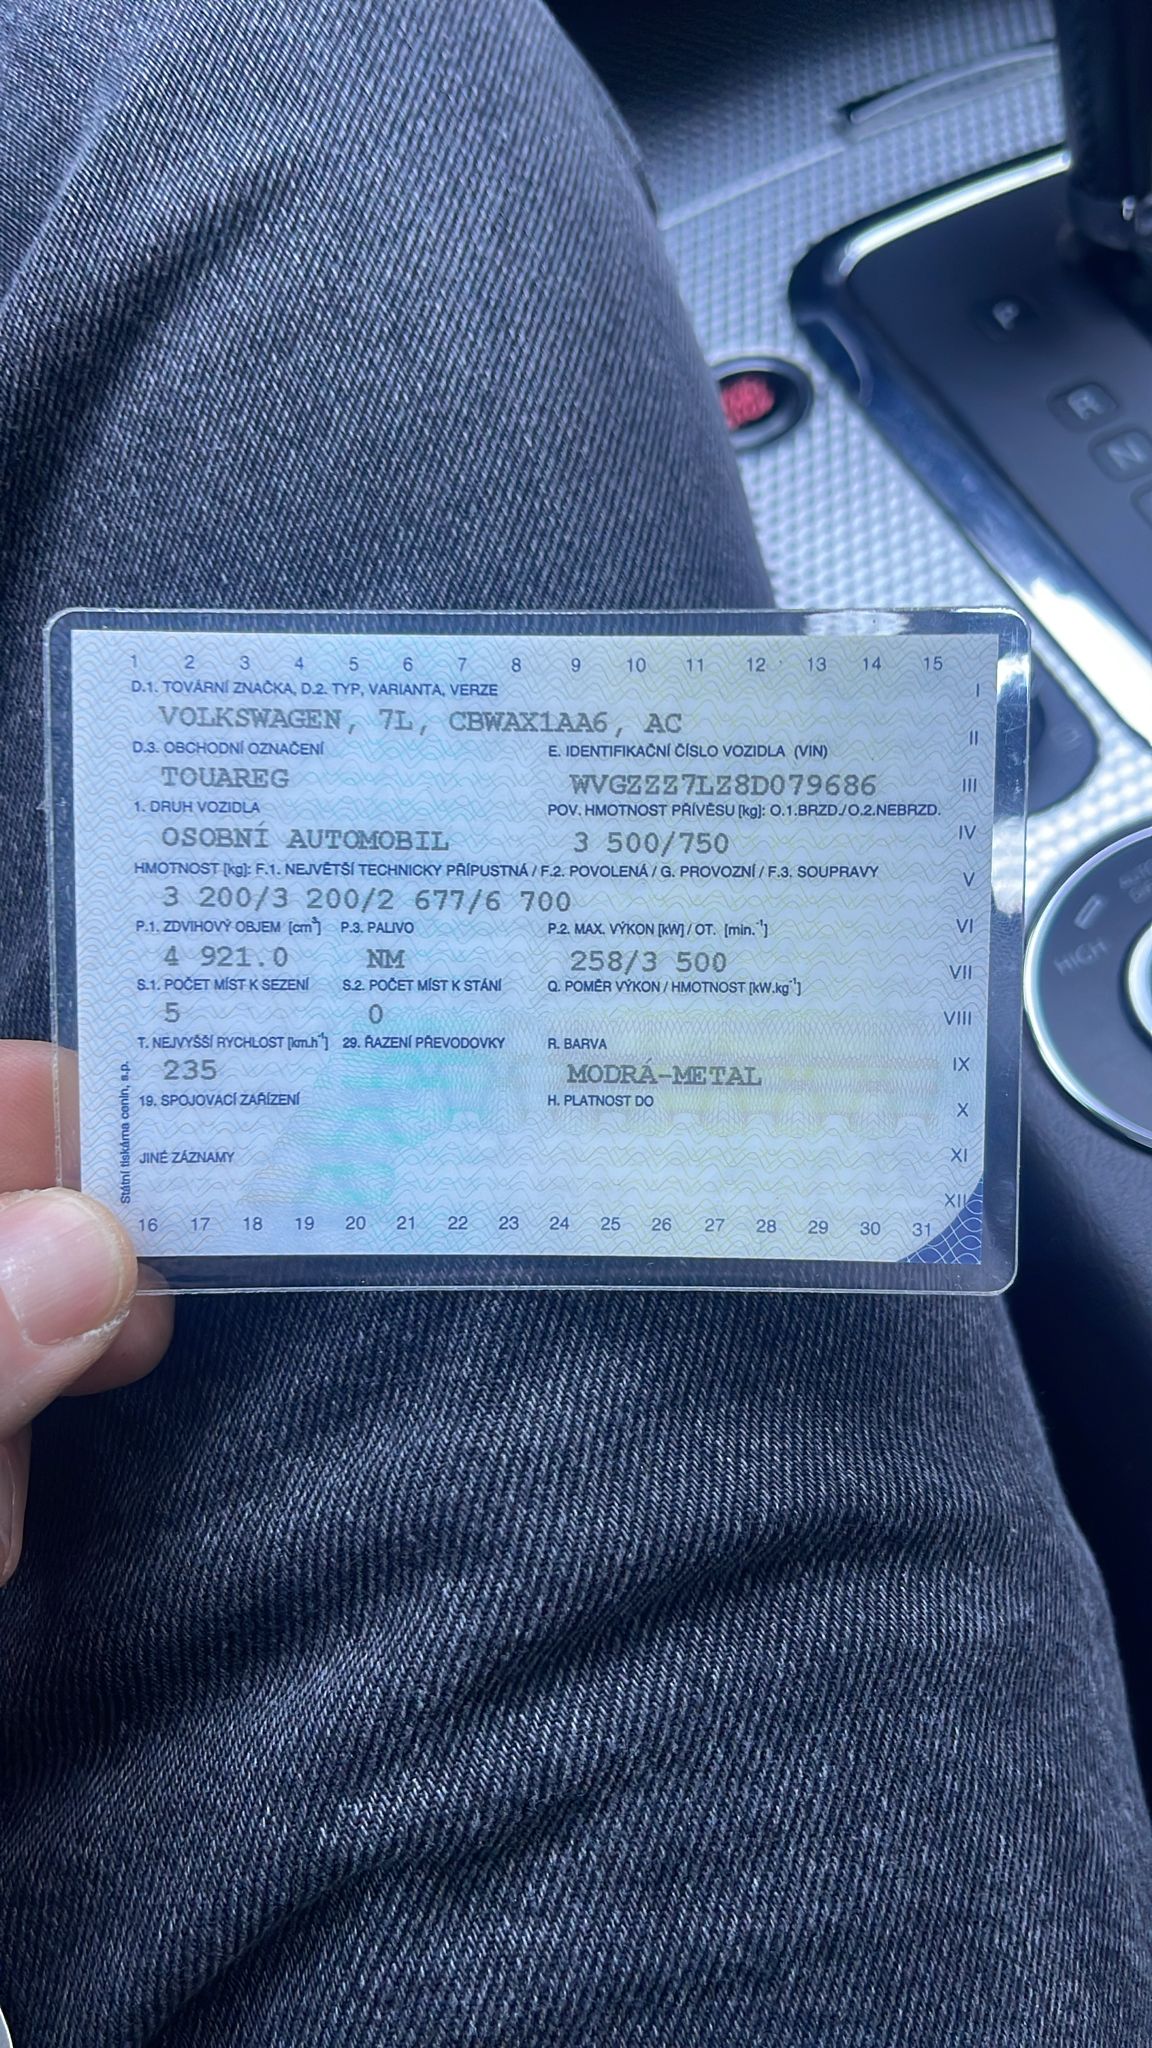 1 2 3 4 5 6 7 8 9 10 11 12 13 14 15
D.1. TOVÁRNÍ ZNAČKA, D.2. TYP, VARIANTA, VERZE I
VOLKSWAGEN, 7L, CBWAX1AA6, AC
D.3. OBCHODNÍ OZNAČENÍ E. IDENTIFIKAČNÍ ČÍSLO VOZIDLA (VIN) II
TOUAREG WVGZZZ7LZ8D079686 III
1. DRUH VOZIDLA POV. HMOTNOST PŘÍVĚSU [kg]: O.1.BRZD./O.2.NEBRZD.
OSOBNÍ AUTOMOBIL 3 500/750 IV
HMOTNOST [kg]: F.1. NEJVĚTŠÍ TECHNICKY PŘÍPUSTNÁ / F.2. POVOLENÁ / G. PROVOZNÍ / F.3. SOUPRAVY V
3 200/3 200/2 677/6 700
P.1. ZDVIHOVÝ OBJEM [cm³] P.3. PALIVO P.2. MAX. VÝKON [kW] / OT. [min.⁻¹] VI
4 921.0 NM 258/3 500 VII
S.1. POČET MÍST K SEZENÍ S.2. POČET MÍST K STÁNÍ Q. POMĚR VÝKON / HMOTNOST [kW.kg⁻¹]
5 0 VIII
T. NEJVYŠŠÍ RYCHLOST [km.h⁻¹] 29. ŘAZENÍ PŘEVODOVKY R. BARVA
235 MODRÁ-METAL IX
19. SPOJOVACÍ ZAŘÍZENÍ H. PLATNOST DO X
JINÉ ZÁZNAMY XI
XII
16 17 18 19 20 21 22 23 24 25 26 27 28 29 30 31
Státní tiskárna cenin, s.p.
P
R
N
HIGH